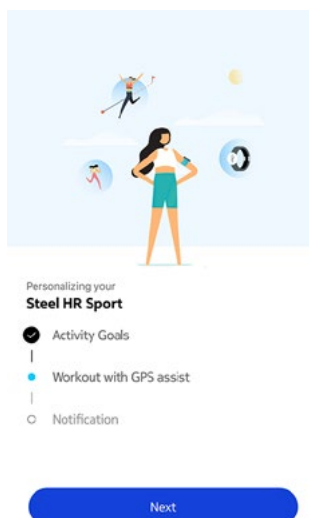 Personalizing your
Steel HR Sport
Activity Goals
Workout with GPS assist
Notification
Next